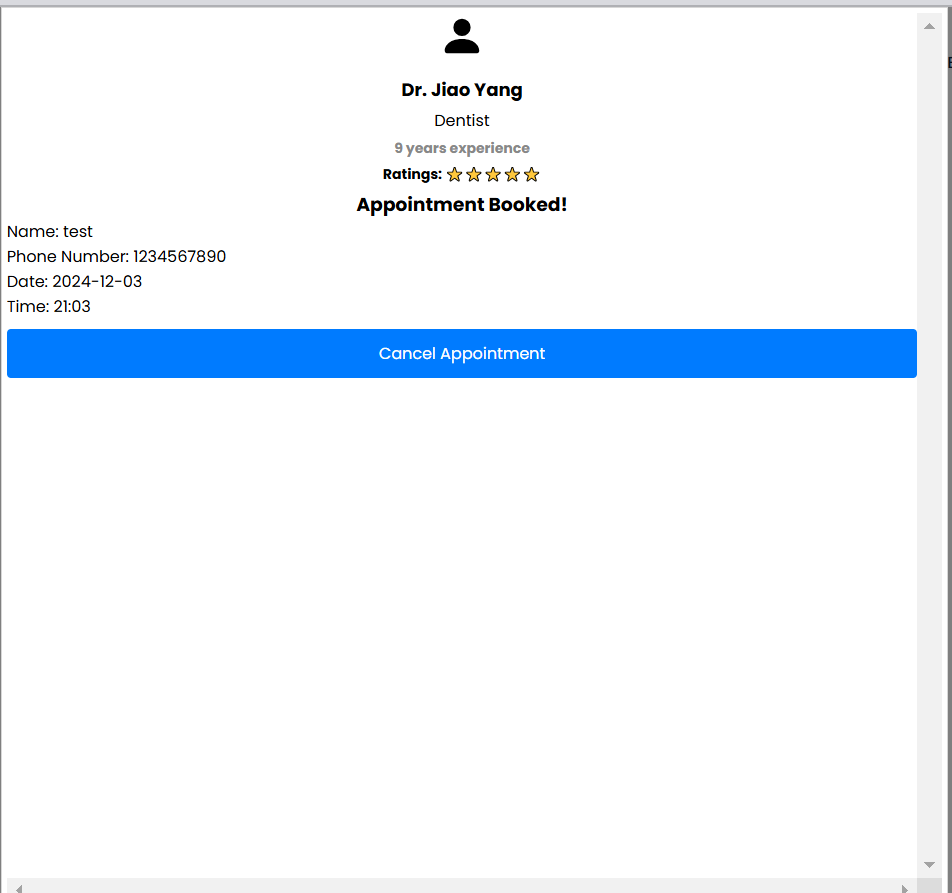 Dr. Jiao Yang
Dentist
9 years experience
Ratings: ⭐⭐⭐⭐⭐
Appointment Booked!
Name: test
Phone Number: 1234567890
Date: 2024-12-03
Time: 21:03
Cancel Appointment